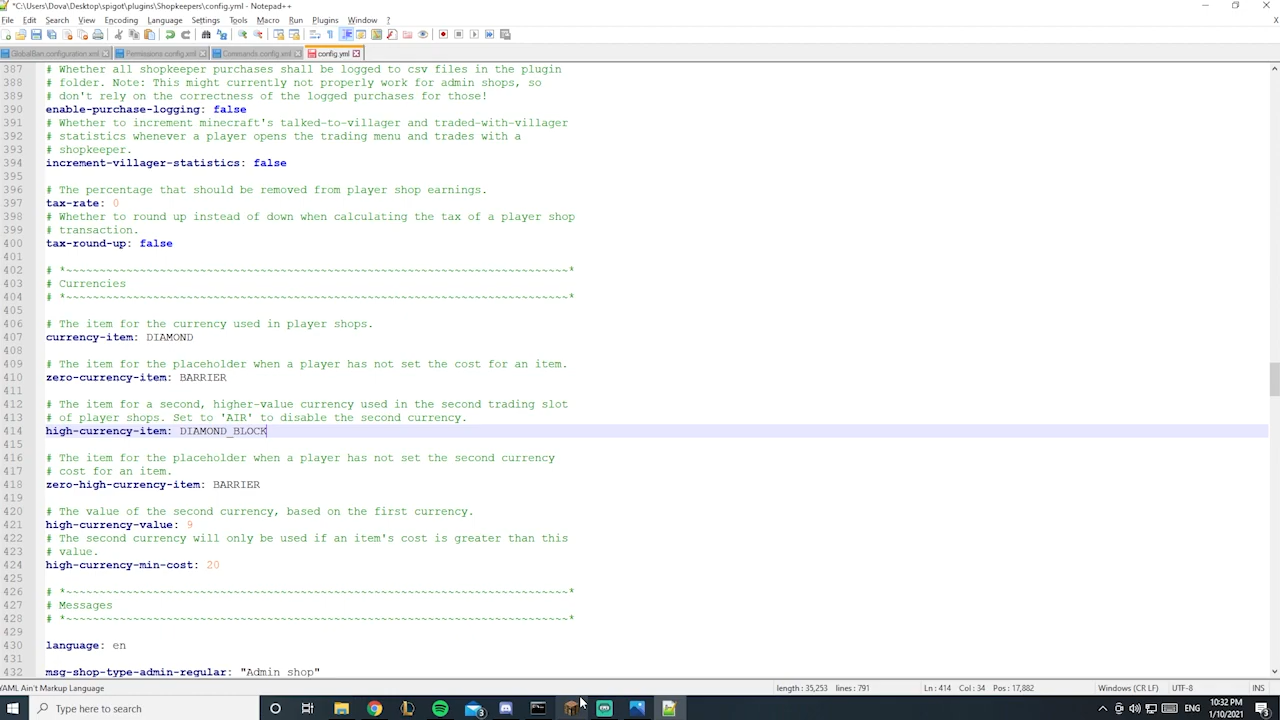 *C:\Users\Dova\Desktop\spigot\plugins\Shopkeepers\config.yml - Notepad++
File Edit Search View Encoding Language Settings Tools Macro Run Plugins Window ?
GlobalBan.configuration.xml Permissions.config.xml Commands.config.xml config.yml
387 # Whether all shopkeeper purchases shall be logged to csv files in the plugin
388 # folder. Note: This might currently not properly work for admin shops, so
389 # don't rely on the correctness of the logged purchases for those!
390 enable-purchase-logging: false
391 # Whether to increment minecraft's talked-to-villager and traded-with-villager
392 # statistics whenever a player opens the trading menu and trades with a
393 # shopkeeper.
394 increment-villager-statistics: false
395
396 # The percentage that should be removed from player shop earnings.
397 tax-rate: 0
398 # Whether to round up instead of down when calculating the tax of a player shop
399 # transaction.
400 tax-round-up: false
401
402 # *~~~~~~~~~~~~~~~~~~~~~~~~~~~~~~~~~~~~~~~~~~~~~~~~~~~~~~~~~~~~~~~~~~~~~~~~~~~*
403 # Currencies
404 # *~~~~~~~~~~~~~~~~~~~~~~~~~~~~~~~~~~~~~~~~~~~~~~~~~~~~~~~~~~~~~~~~~~~~~~~~~~~*
405
406 # The item for the currency used in player shops.
407 currency-item: DIAMOND
408
409 # The item for the placeholder when a player has not set the cost for an item.
410 zero-currency-item: BARRIER
411
412 # The item for a second, higher-value currency used in the second trading slot
413 # of player shops. Set to 'AIR' to disable the second currency.
414 high-currency-item: DIAMOND_BLOCK
415
416 # The item for the placeholder when a player has not set the second currency
417 # cost for an item.
418 zero-high-currency-item: BARRIER
419
420 # The value of the second currency, based on the first currency.
421 high-currency-value: 9
422 # The second currency will only be used if an item's cost is greater than this
423 # value.
424 high-currency-min-cost: 20
425
426 # *~~~~~~~~~~~~~~~~~~~~~~~~~~~~~~~~~~~~~~~~~~~~~~~~~~~~~~~~~~~~~~~~~~~~~~~~~~~*
427 # Messages
428 # *~~~~~~~~~~~~~~~~~~~~~~~~~~~~~~~~~~~~~~~~~~~~~~~~~~~~~~~~~~~~~~~~~~~~~~~~~~~*
429
430 language: en
431
432 msg-shop-type-admin-regular: "Admin shop"
YAML Ain't Markup Language length : 35,253 lines : 791 Ln : 414 Col : 34 Pos : 17,882 Windows (CR LF) UTF-8 INS
Type here to search 3 ENG 10:32 PM 3
1/10/2021